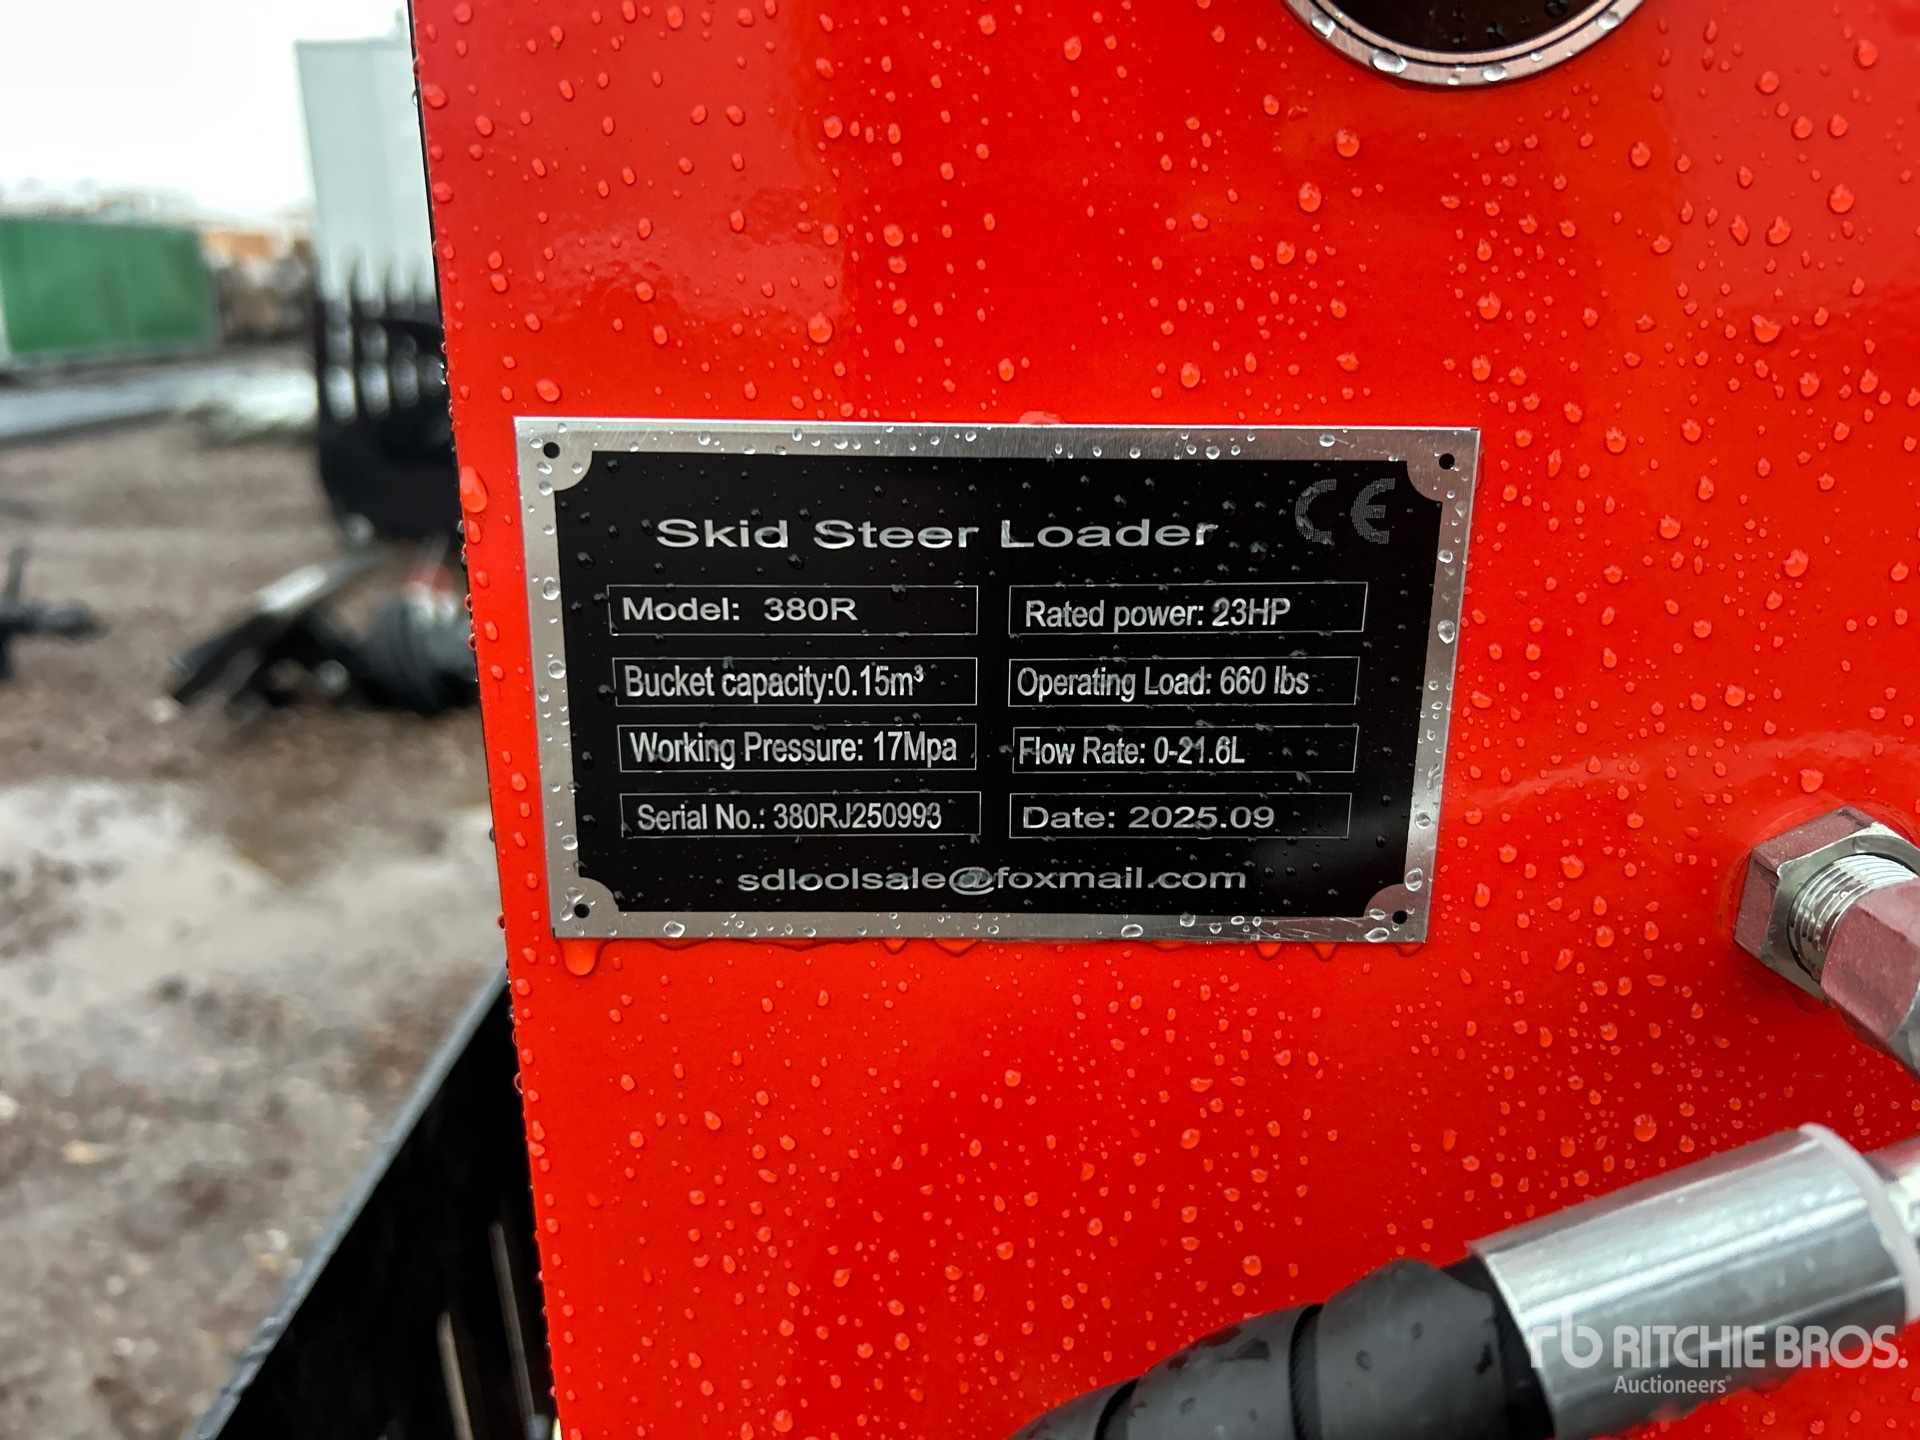 CE
Skid Steer Loader
Model: 380R
Rated power: 23HP
Bucket capacity:0.15m³
Operating Load: 660 lbs
Working Pressure: 17Mpa
Flow Rate: 0-21.6L
Serial No.: 380RJ250993
Date: 2025.09
sdloolsale@foxmail.com
rb RITCHIE BROS.
Auctioneers